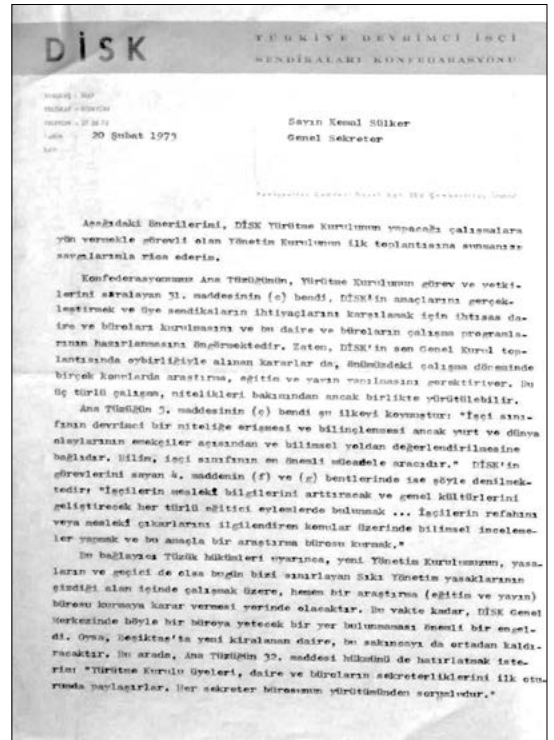 DİSK
TÜRKİYE DEVRİMCİ İŞÇİ
SENDİKALARI KONFEDERASYONU
20 Şubat 1973
Sayın Kemal Sülker
Genel Sekreter
Aşağıdaki önerilerini, DİSK Yürütme Kurulunun yapacağı çalışmalara
yön vermekle görevli olan Yönetim Kurulunun ilk toplantısına sunmanızı
saygılarımla rica ederim.
Konfederasyonumuz Ana Tüzüğünün, Yürütme Kurulunun görev ve yetki-
lerini sıralayan 31. maddesinin (c) bendi, DİSK'in amaçlarını gerçek-
leştirmek ve üye sendikaların ihtiyaçlarını karşılamak için ihtisas da-
ire ve büroları kurulmasını ve bu daire ve büroların çalışma programla-
rının hazırlanmasını öngörmektedir. Zaten, DİSK'in son Genel Kurul top-
lantısında oybirliğiyle alınan kararlar da, önümüzdeki çalışma döneminde
birçok konularda araştırma, eğitim ve yayın yapılmasını gerektiriyor. Bu
üç türlü çalışma, nitelikleri bakımından ancak birlikte yürütülebilir.
Ana Tüzüğün 3. maddesinin (ç) bendi şu ilkeyi koymuştur: "İşçi sını-
fının devrimci bir niteliğe erişmesi ve bilinçlenmesi ancak yurt ve dünya
olaylarının emekçiler açısından ve bilimsel yoldan değerlendirilmesine
bağlıdır. Bilim, işçi sınıfının en önemli mücadele aracıdır." DİSK'in
görevlerini sayan 4. maddenin (f) ve (g) bentlerinde ise şöyle denilmek-
tedir: "İşçilerin mesleki bilgilerini arttıracak ve genel kültürlerini
geliştirecek her türlü eğitici eylemlerde bulunmak ... İşçilerin refahını
veya mesleki çıkarlarını ilgilendiren konular üzerinde bilimsel inceleme-
ler yapmak ve bu amaçla bir araştırma bürosu kurmak."
Bu bağlayıcı Tüzük hükümleri uyarınca, yeni Yönetim Kurulumuzun, yasa-
ların ve geçici de olsa bugün bizi sınırlayan Sıkı Yönetim yasaklarının
çizdiği alan içinde çalışmak üzere, hemen bir araştırma (eğitim ve yayın)
bürosu kurmaya karar vermesi yerinde olacaktır. Bu vakte kadar, DİSK Genel
Merkezinde böyle bir büroya yetecek bir yer bulunmaması önemli bir engel-
di. Oysa, Beşiktaş'ta yeni kiralanan daire, bu sakıncayı da ortadan kaldı-
racaktır. Bu arada, Ana Tüzüğün 32. maddesi hükmünü de hatırlatmak iste-
rim: "Yürütme Kurulu üyeleri, daire ve büroların sekreterliklerini ilk otu-
rumda paylaşırlar. Her sekreter bürosunun yürütümünden sorumludur."